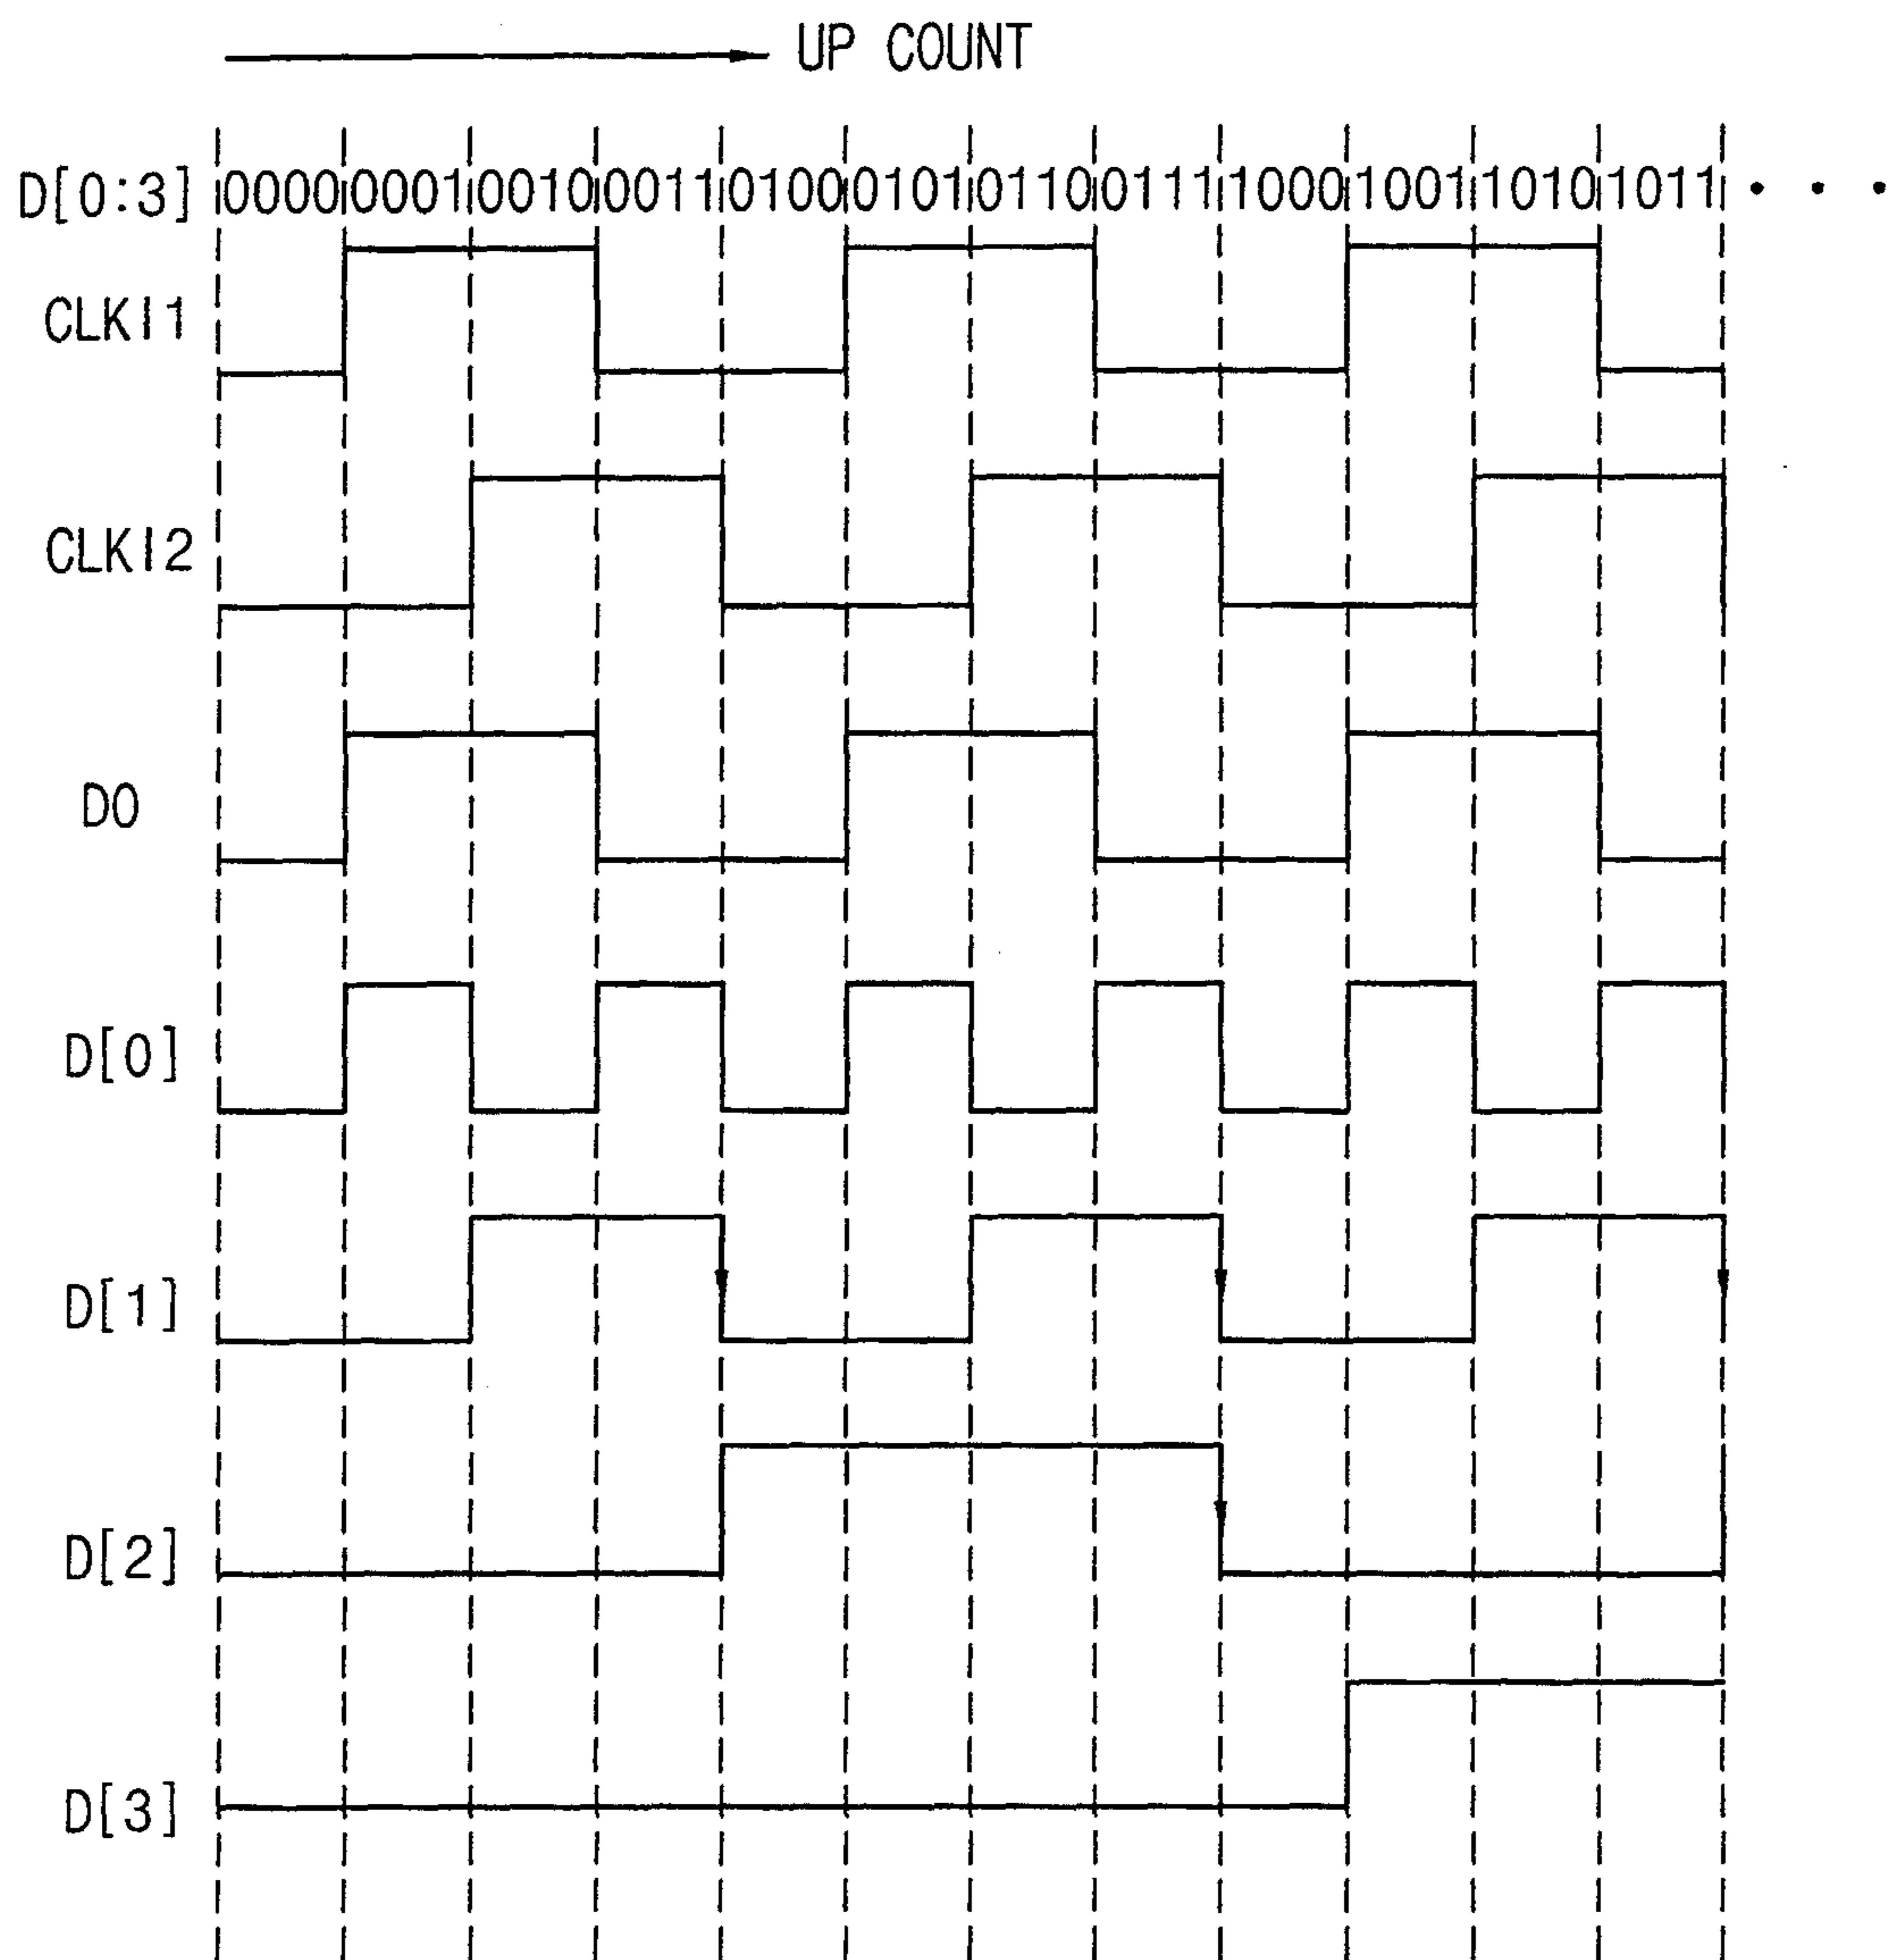 UP COUNT
D[0:3] 0000 0001 0010 0011 0100 0101 0110 0111 1000 1001 1010 1011 • • •
CLKI1
CLKI2
D0
D[0]
D[1]
D[2]
D[3]